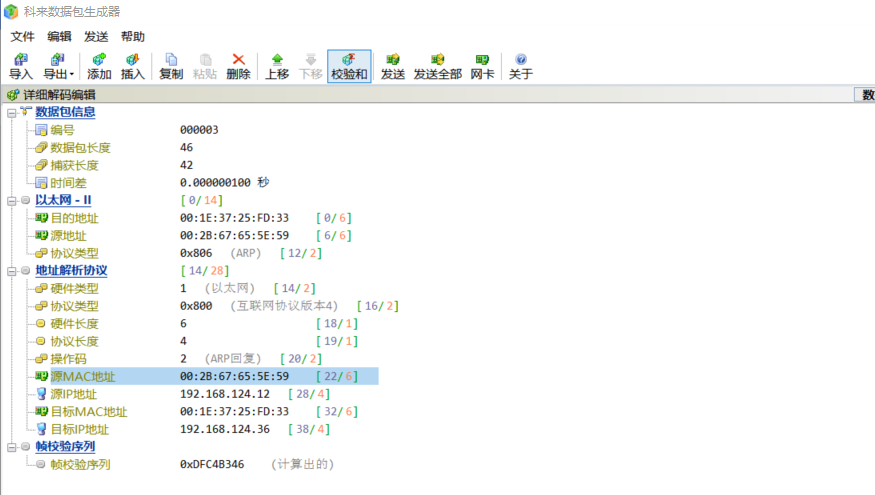 科来数据包生成器
文件 编辑 发送 帮助
导入 导出 添加 插入 复制 粘贴 删除 上移 下移 校验和 发送 发送全部 网卡 关于
详细解码编辑 数
数据包信息
编号 000003
数据包长度 46
捕获长度 42
时间差 0.000000100 秒
以太网 - II [0/14]
目的地址 00:1E:37:25:FD:33 [0/6]
源地址 00:2B:67:65:5E:59 [6/6]
协议类型 0x806 (ARP) [12/2]
地址解析协议 [14/28]
硬件类型 1 (以太网) [14/2]
协议类型 0x800 (互联网协议版本4) [16/2]
硬件长度 6 [18/1]
协议长度 4 [19/1]
操作码 2 (ARP回复) [20/2]
源MAC地址 00:2B:67:65:5E:59 [22/6]
源IP地址 192.168.124.12 [28/4]
目标MAC地址 00:1E:37:25:FD:33 [32/6]
目标IP地址 192.168.124.36 [38/4]
帧校验序列
帧校验序列 0xDFC4B346 (计算出的)